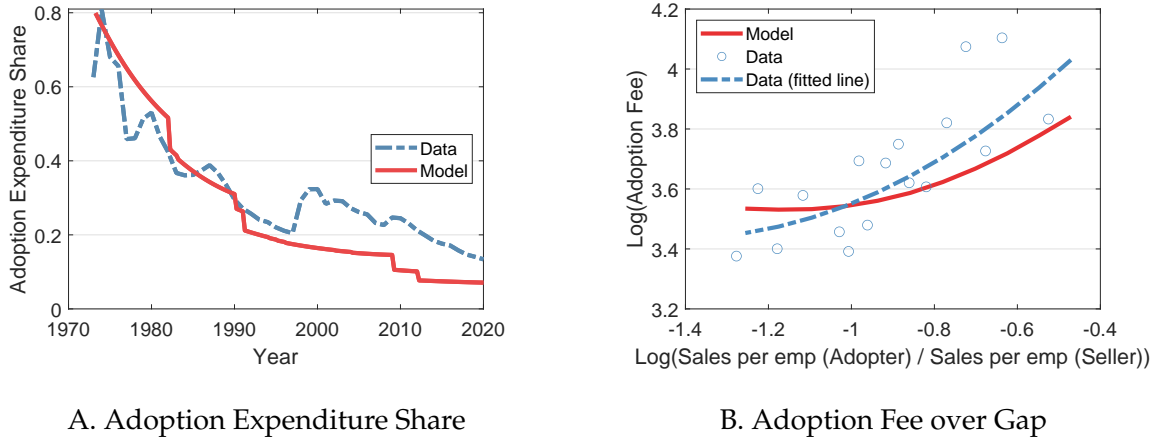 0.8
0.6
0.4
0.2
0
1970
1980
1990
2000
2010
2020
Adoption Expenditure Share
Year
Data
Model
A. Adoption Expenditure Share
4.2
4
3.8
3.6
3.4
3.2
-1.4
-1.2
-1
-0.8
-0.6
-0.4
Log(Adoption Fee)
Log(Sales per emp (Adopter) / Sales per emp (Seller))
Model
Data
Data (fitted line)
B. Adoption Fee over Gap